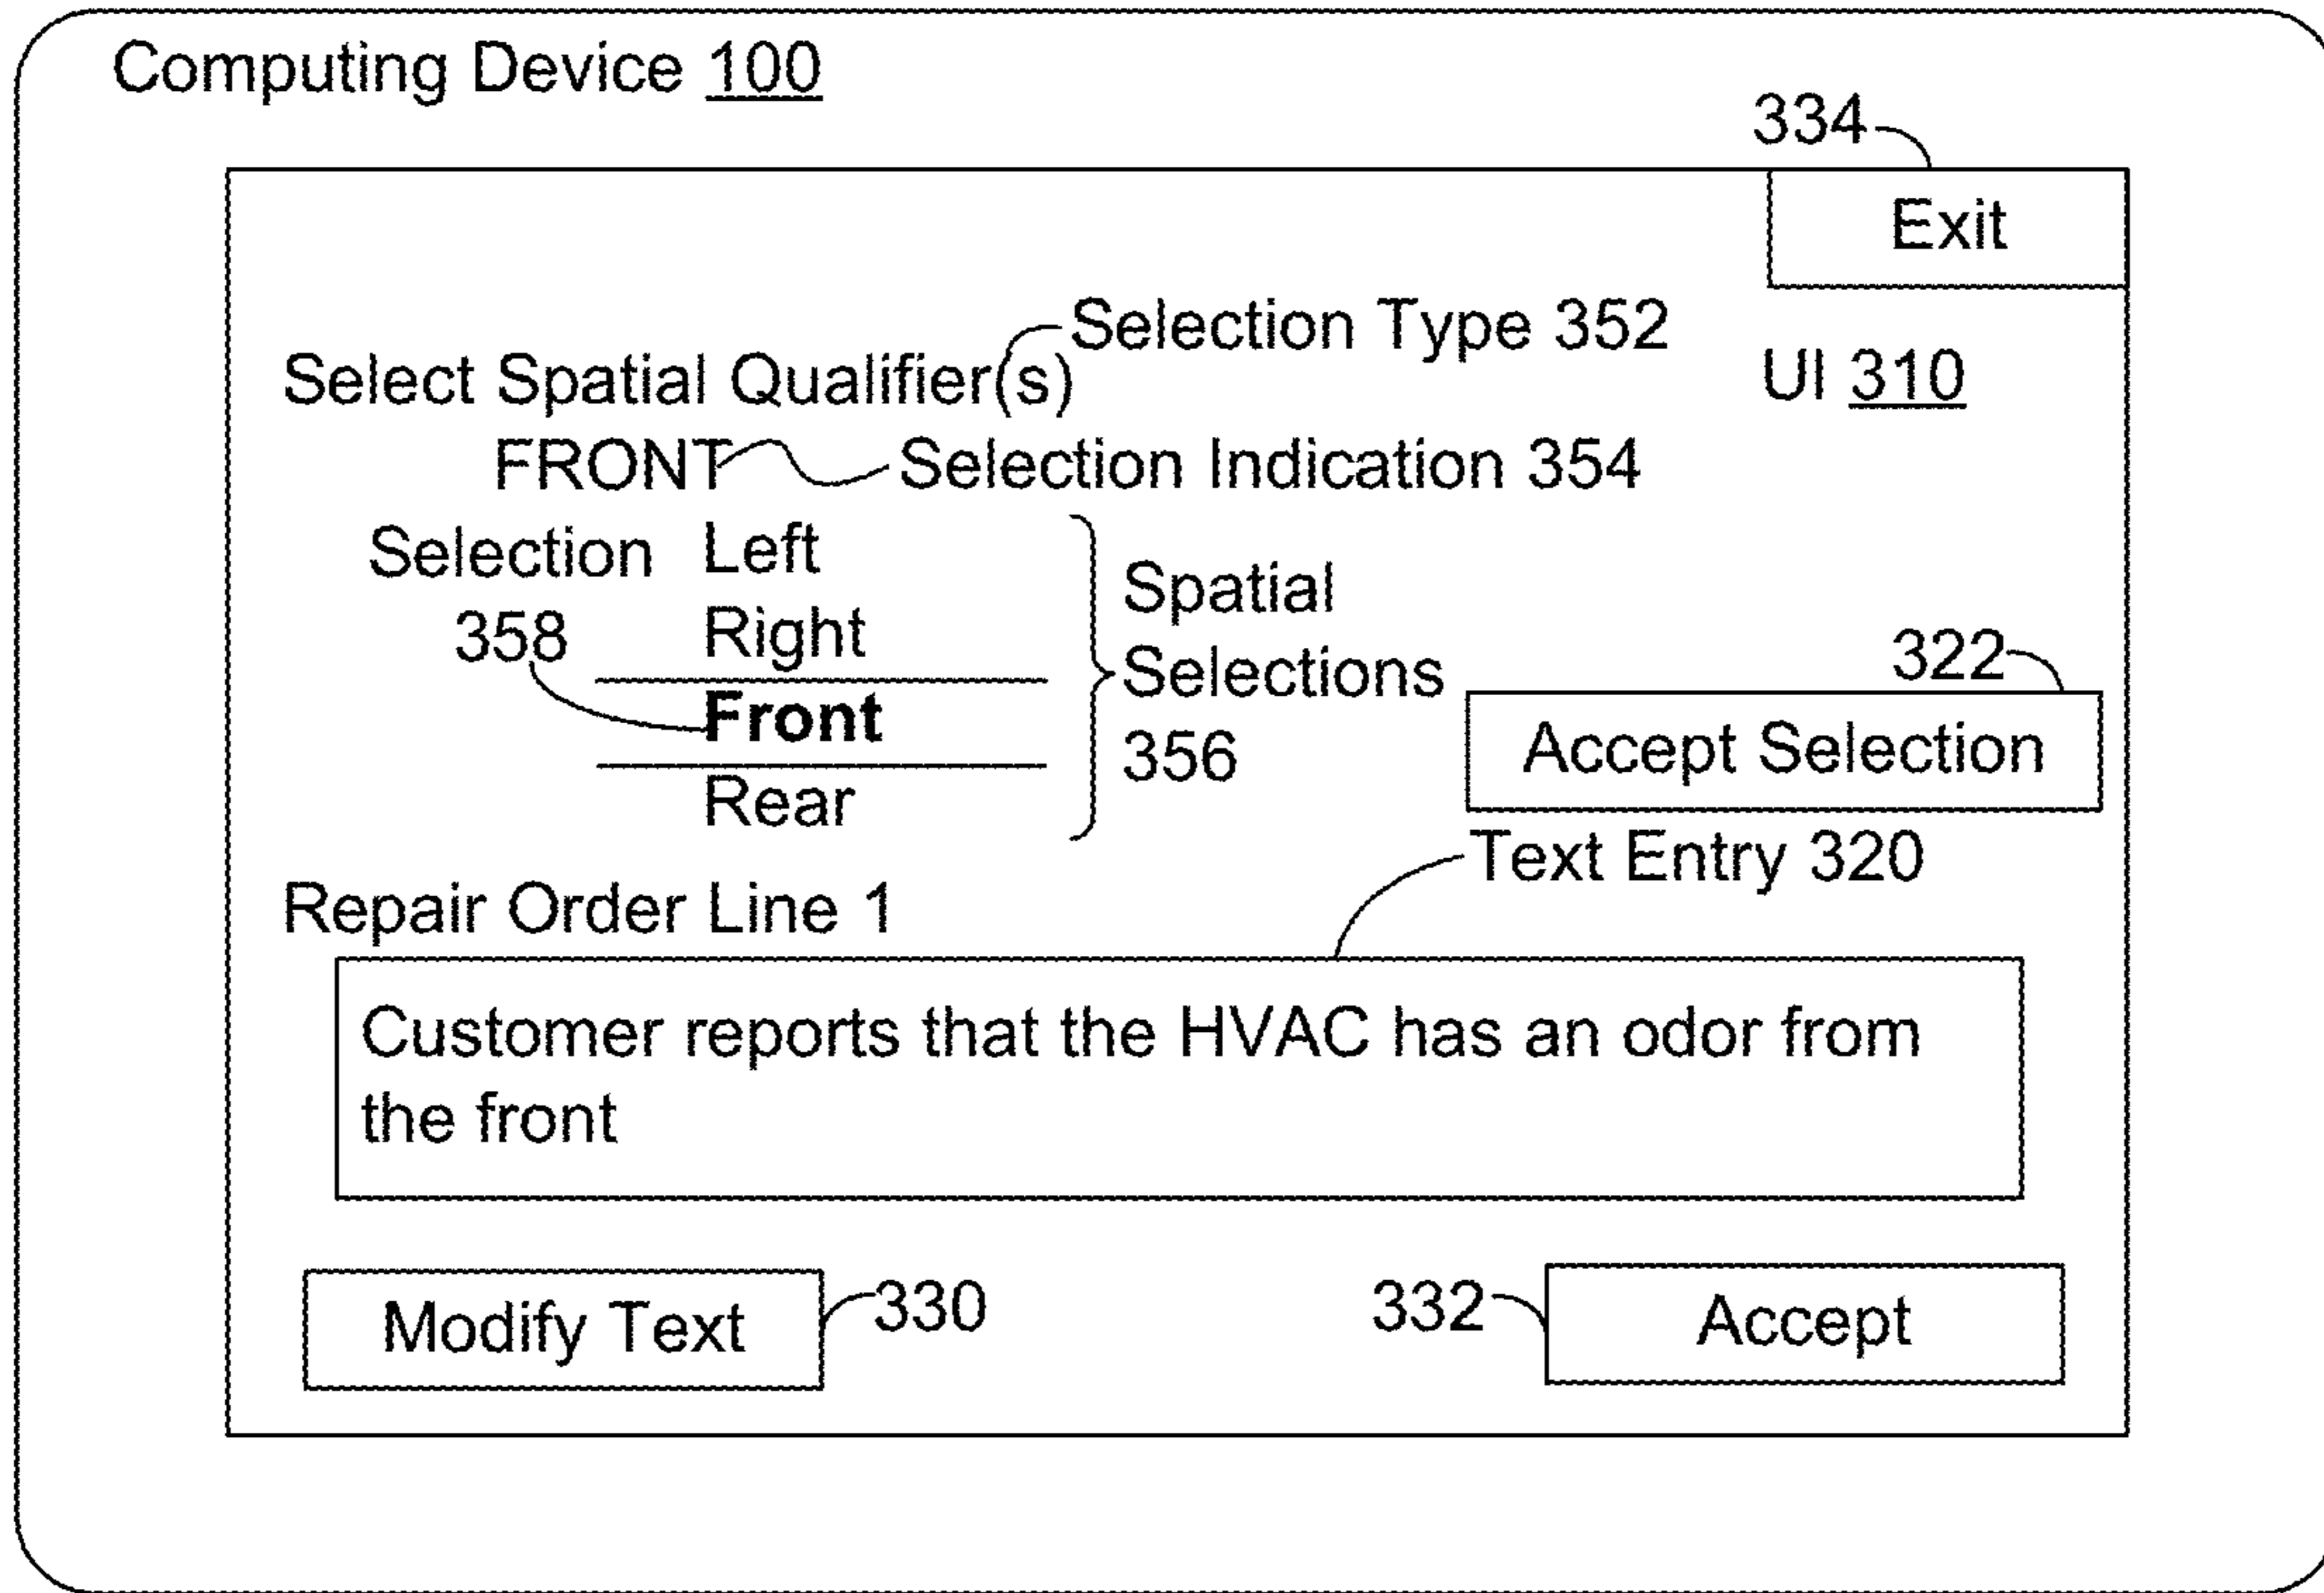 Computing Device 100
334
Exit
Selection Type 352
Select Spatial Qualifier(s)
UI 310
FRONT
Selection Indication 354
Selection
358
Left
Right
Front
Rear
Spatial
Selections
356
322
Accept Selection
Text Entry 320
Repair Order Line 1
Customer reports that the HVAC has an odor from
the front
Modify Text
330
332
Accept